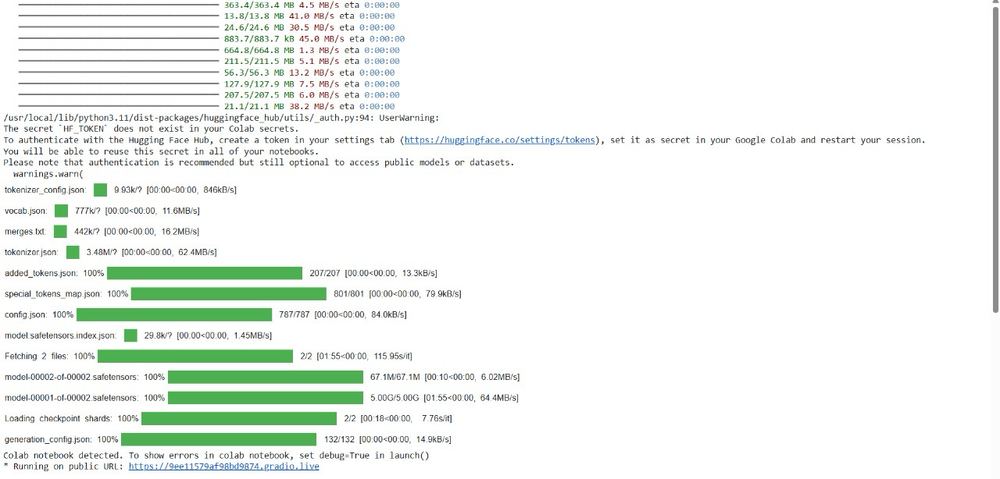 363.4/363.4 MB 4.5 MB/s eta 0:00:00
13.8/13.8 MB 41.0 MB/s eta 0:00:00
24.6/24.6 MB 30.5 MB/s eta 0:00:00
883.7/883.7 kB 45.0 MB/s eta 0:00:00
664.8/664.8 MB 1.3 MB/s eta 0:00:00
211.5/211.5 MB 5.1 MB/s eta 0:00:00
56.3/56.3 MB 13.2 MB/s eta 0:00:00
127.9/127.9 MB 7.5 MB/s eta 0:00:00
207.5/207.5 MB 6.0 MB/s eta 0:00:00
21.1/21.1 MB 38.2 MB/s eta 0:00:00
/usr/local/lib/python3.11/dist-packages/huggingface_hub/utils/_auth.py:94: UserWarning:
The secret `HF_TOKEN` does not exist in your Colab secrets.
To authenticate with the Hugging Face Hub, create a token in your settings tab (https://huggingface.co/settings/tokens), set it as secret in your Google Colab and restart your session.
You will be able to reuse this secret in all of your notebooks.
Please note that authentication is recommended but still optional to access public models or datasets.
warnings.warn(
tokenizer_config.json: 9.93k/? [00:00<00:00, 846kB/s]
vocab.json: 777k/? [00:00<00:00, 11.6MB/s]
merges.txt: 442k/? [00:00<00:00, 16.2MB/s]
tokenizer.json: 3.48M/? [00:00<00:00, 62.4MB/s]
added_tokens.json: 100% 207/207 [00:00<00:00, 13.3kB/s]
special_tokens_map.json: 100% 801/801 [00:00<00:00, 79.9kB/s]
config.json: 100% 787/787 [00:00<00:00, 84.0kB/s]
model.safetensors.index.json: 29.8k/? [00:00<00:00, 1.45MB/s]
Fetching 2 files: 100% 2/2 [01:55<00:00, 115.95s/it]
model-00002-of-00002.safetensors: 100% 67.1M/67.1M [00:10<00:00, 6.02MB/s]
model-00001-of-00002.safetensors: 100% 5.00G/5.00G [01:55<00:00, 64.4MB/s]
Loading checkpoint shards: 100% 2/2 [00:18<00:00, 7.76s/it]
generation_config.json: 100% 132/132 [00:00<00:00, 14.9kB/s]
Colab notebook detected. To show errors in colab notebook, set debug=True in launch()
* Running on public URL: https://9ee11579af98bd9874.gradio.live